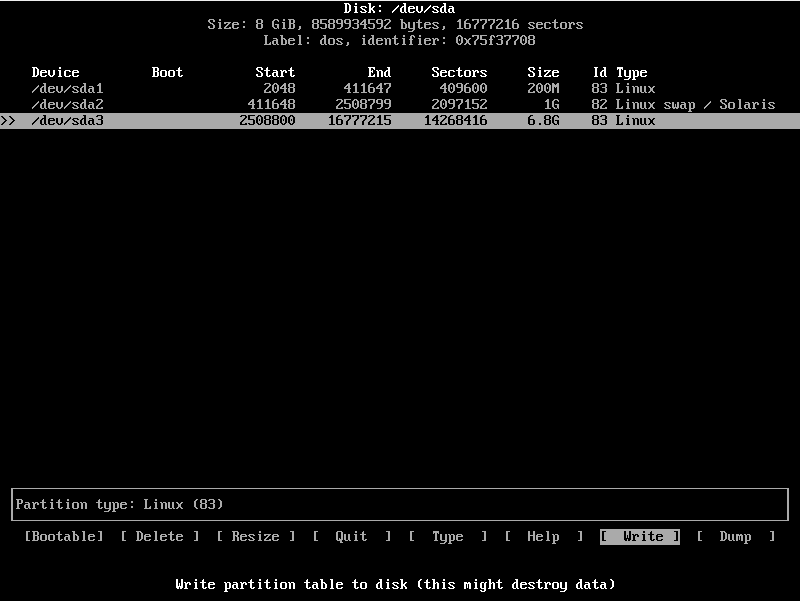 Disk: /dev/sda
Size: 8 GiB, 8589934592 bytes, 16777216 sectors
Label: dos, identifier: 0x75f37708
Device Boot Start End Sectors Size Id Type
/dev/sda1 2048 411647 409600 200M 83 Linux
/dev/sda2 411648 2508799 2097152 1G 82 Linux swap / Solaris
>> /dev/sda3 2508800 16777215 14268416 6.8G 83 Linux
Partition type: Linux (83)
[Bootable] [ Delete ] [ Resize ] [ Quit ] [ Type ] [ Help ] [ Write ] [ Dump ]
Write partition table to disk (this might destroy data)